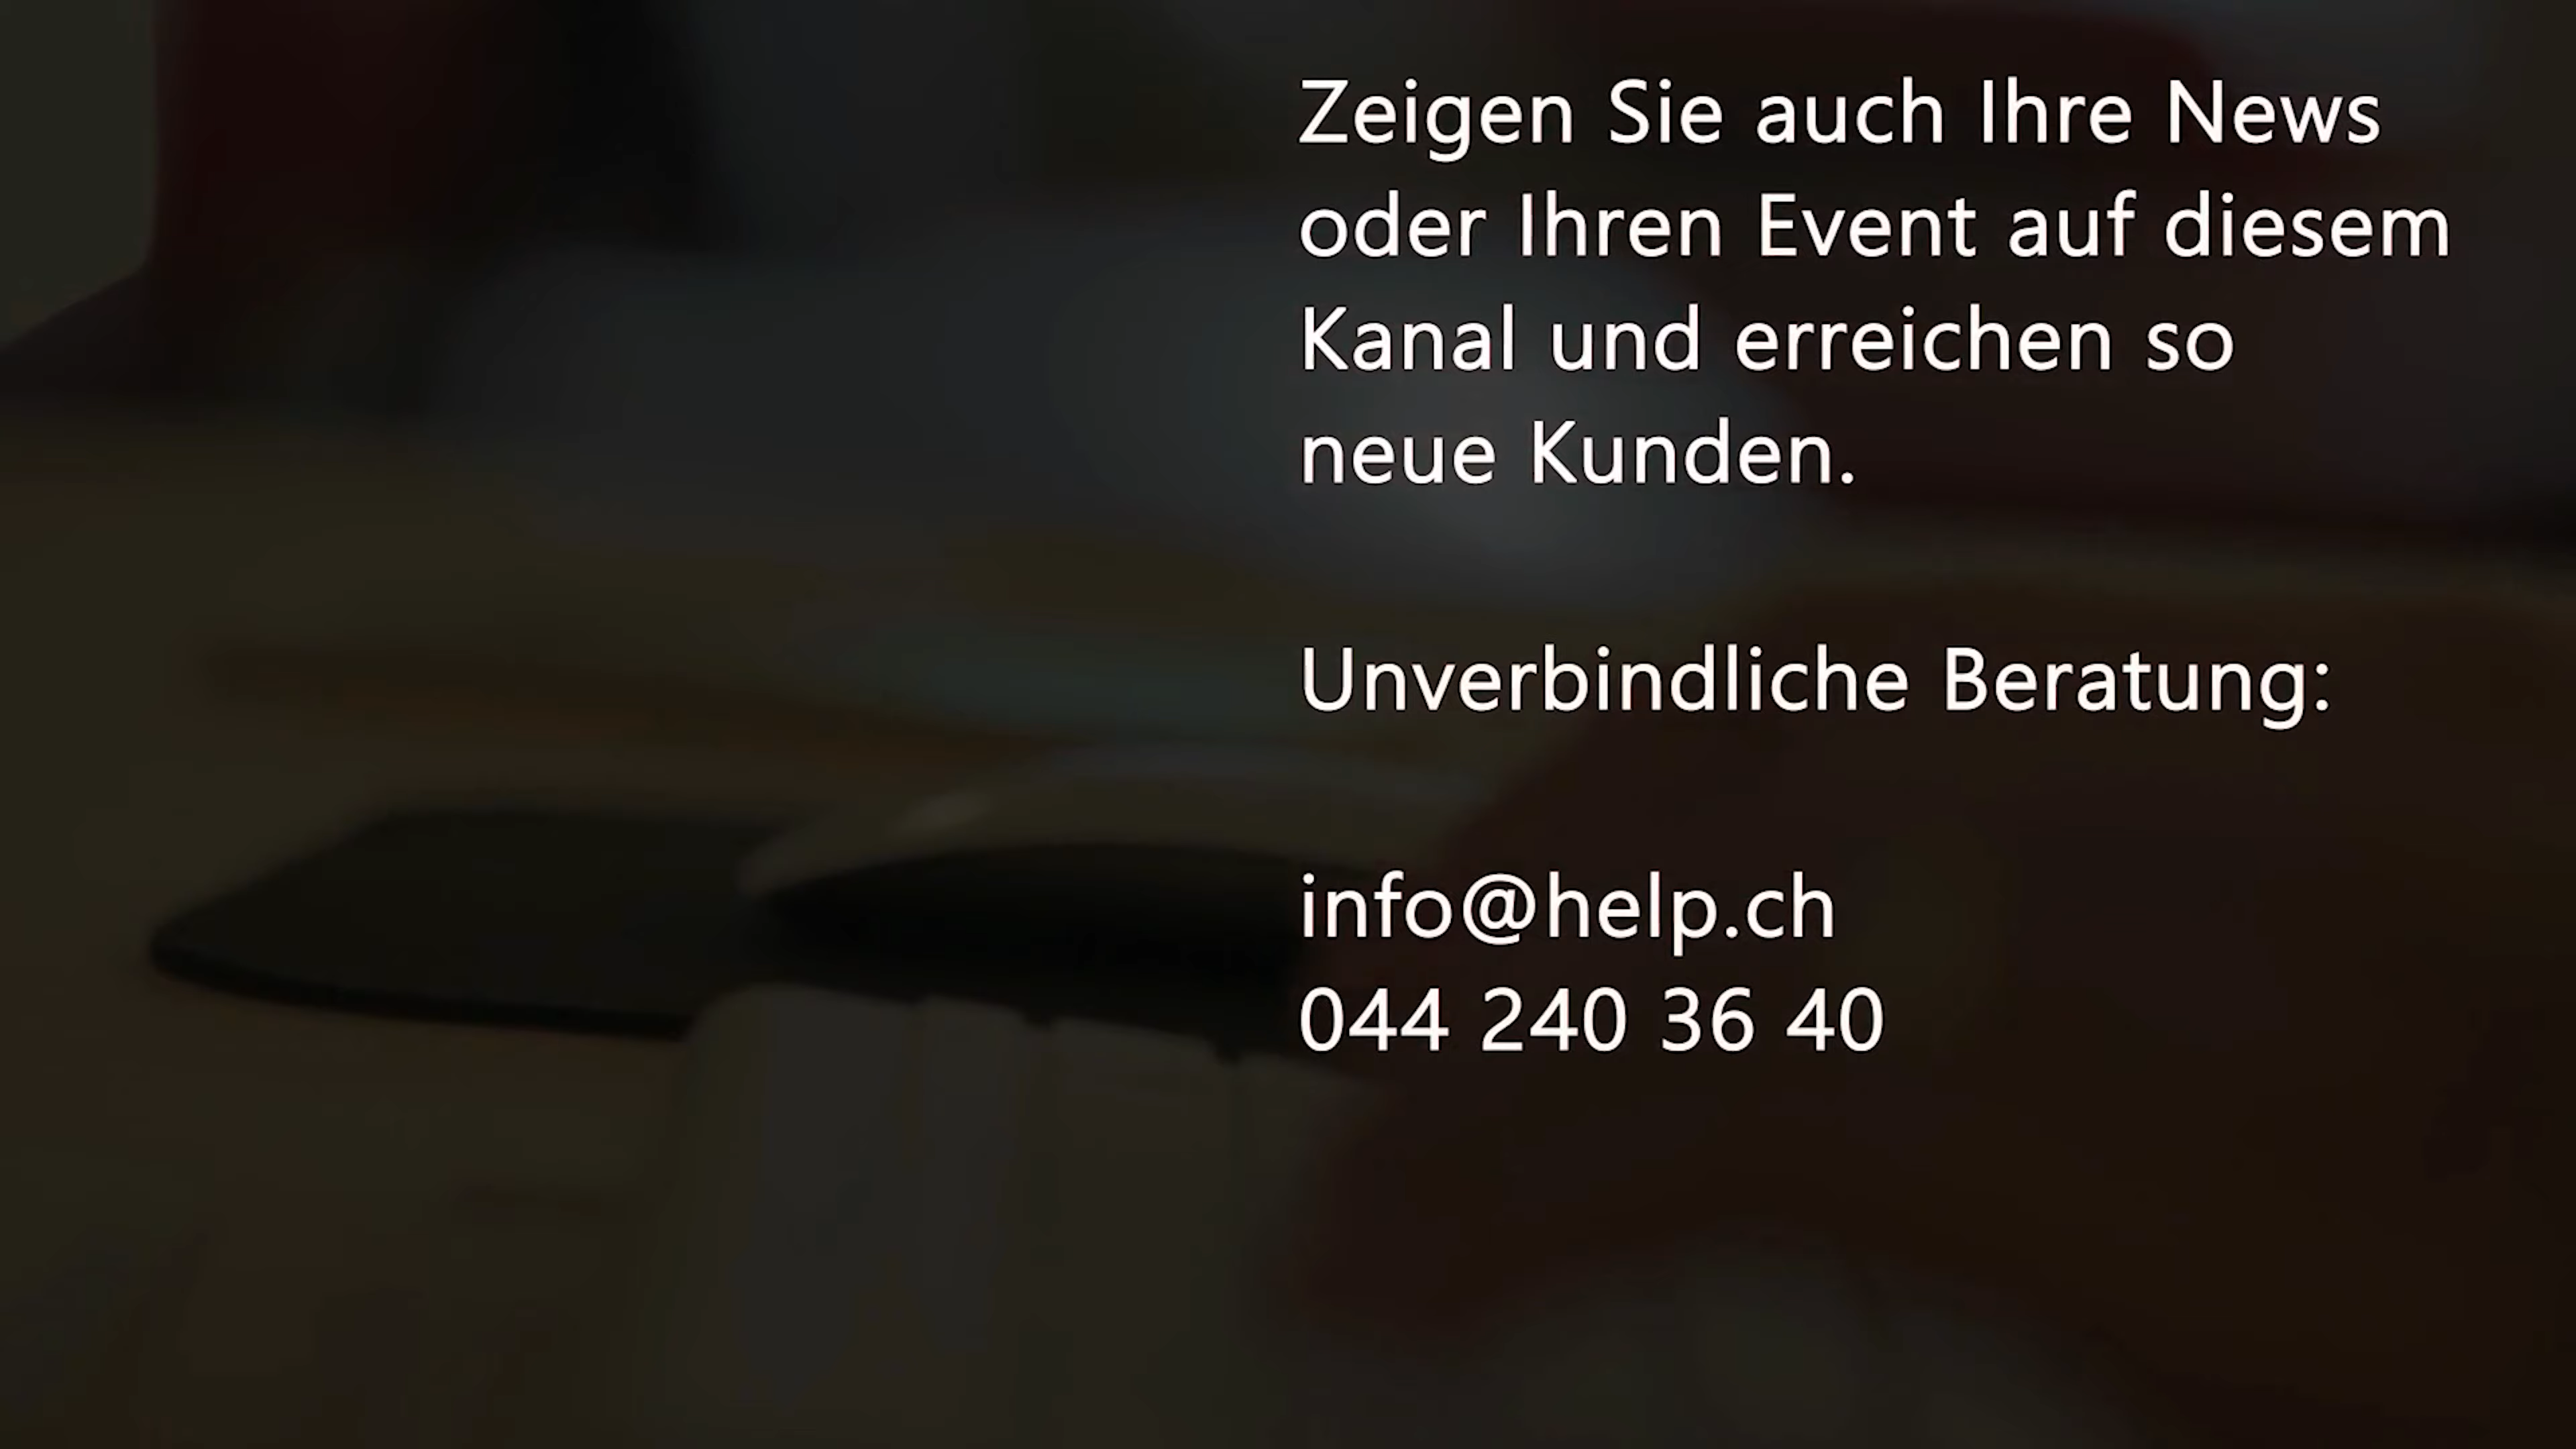 Zeigen Sie auch Ihre News
oder Ihren Event auf diesem
Kanal und erreichen so
neue Kunden.
Unverbindliche Beratung:
info@help.ch
044 240 36 40